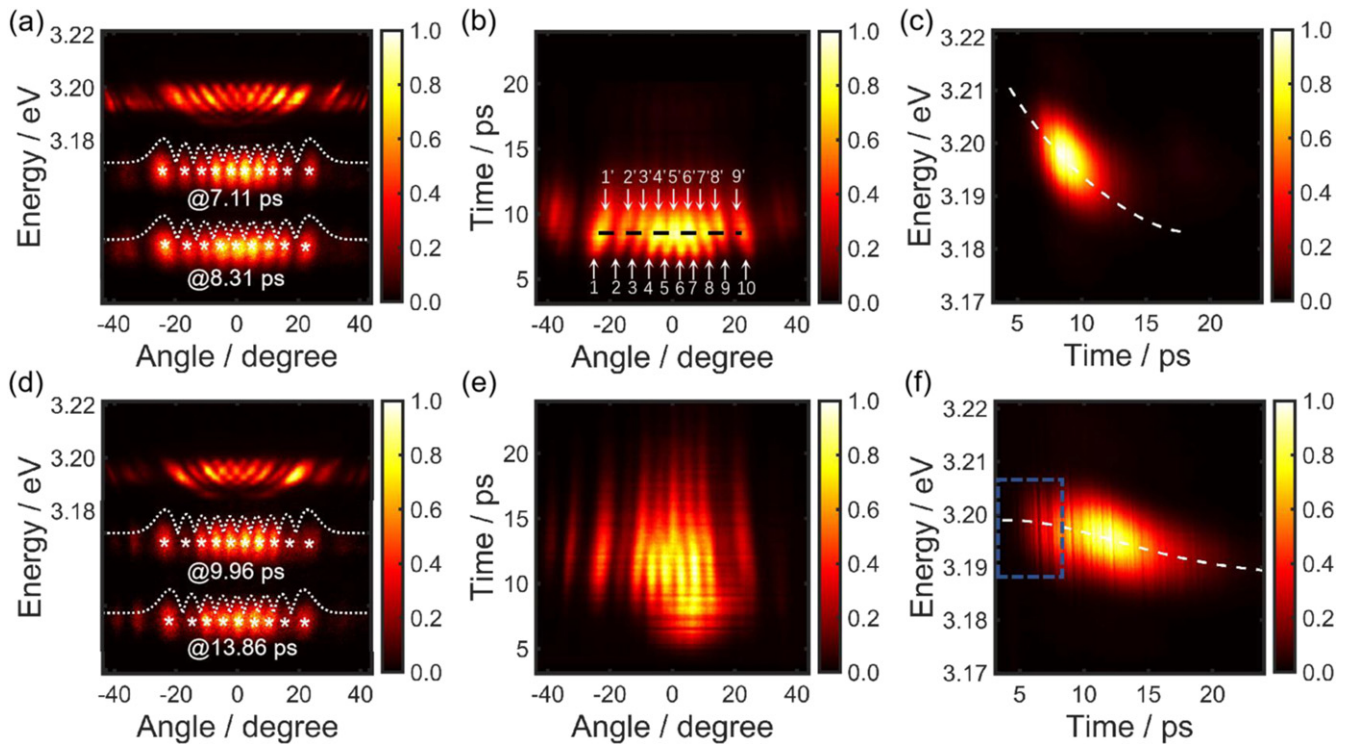 (a)
3.22
3.20
3.18
Energy / eV
* * * * * * * * * *
@7.11 ps
* * * * * * * * *
@8.31 ps
-40 -20 0 20 40
Angle / degree
1.0
0.8
0.6
0.4
0.2
0.0
(b)
20
15
10
5
Time / ps
1' 2' 3' 4' 5' 6' 7' 8' 9'
1 2 3 4 5 6 7 8 9 10
-40 -20 0 20 40
Angle / degree
1.0
0.8
0.6
0.4
0.2
0.0
(c)
3.22
3.21
3.20
3.19
3.18
3.17
Energy / eV
5 10 15 20
Time / ps
1.0
0.8
0.6
0.4
0.2
0.0
(d)
3.22
3.20
3.18
Energy / eV
* * * * * * * * * *
@9.96 ps
* * * * * * * * *
@13.86 ps
-40 -20 0 20 40
Angle / degree
1.0
0.8
0.6
0.4
0.2
0.0
(e)
20
15
10
5
Time / ps
-40 -20 0 20 40
Angle / degree
1.0
0.8
0.6
0.4
0.2
0.0
(f)
3.22
3.21
3.20
3.19
3.18
3.17
Energy / eV
5 10 15 20
Time / ps
1.0
0.8
0.6
0.4
0.2
0.0